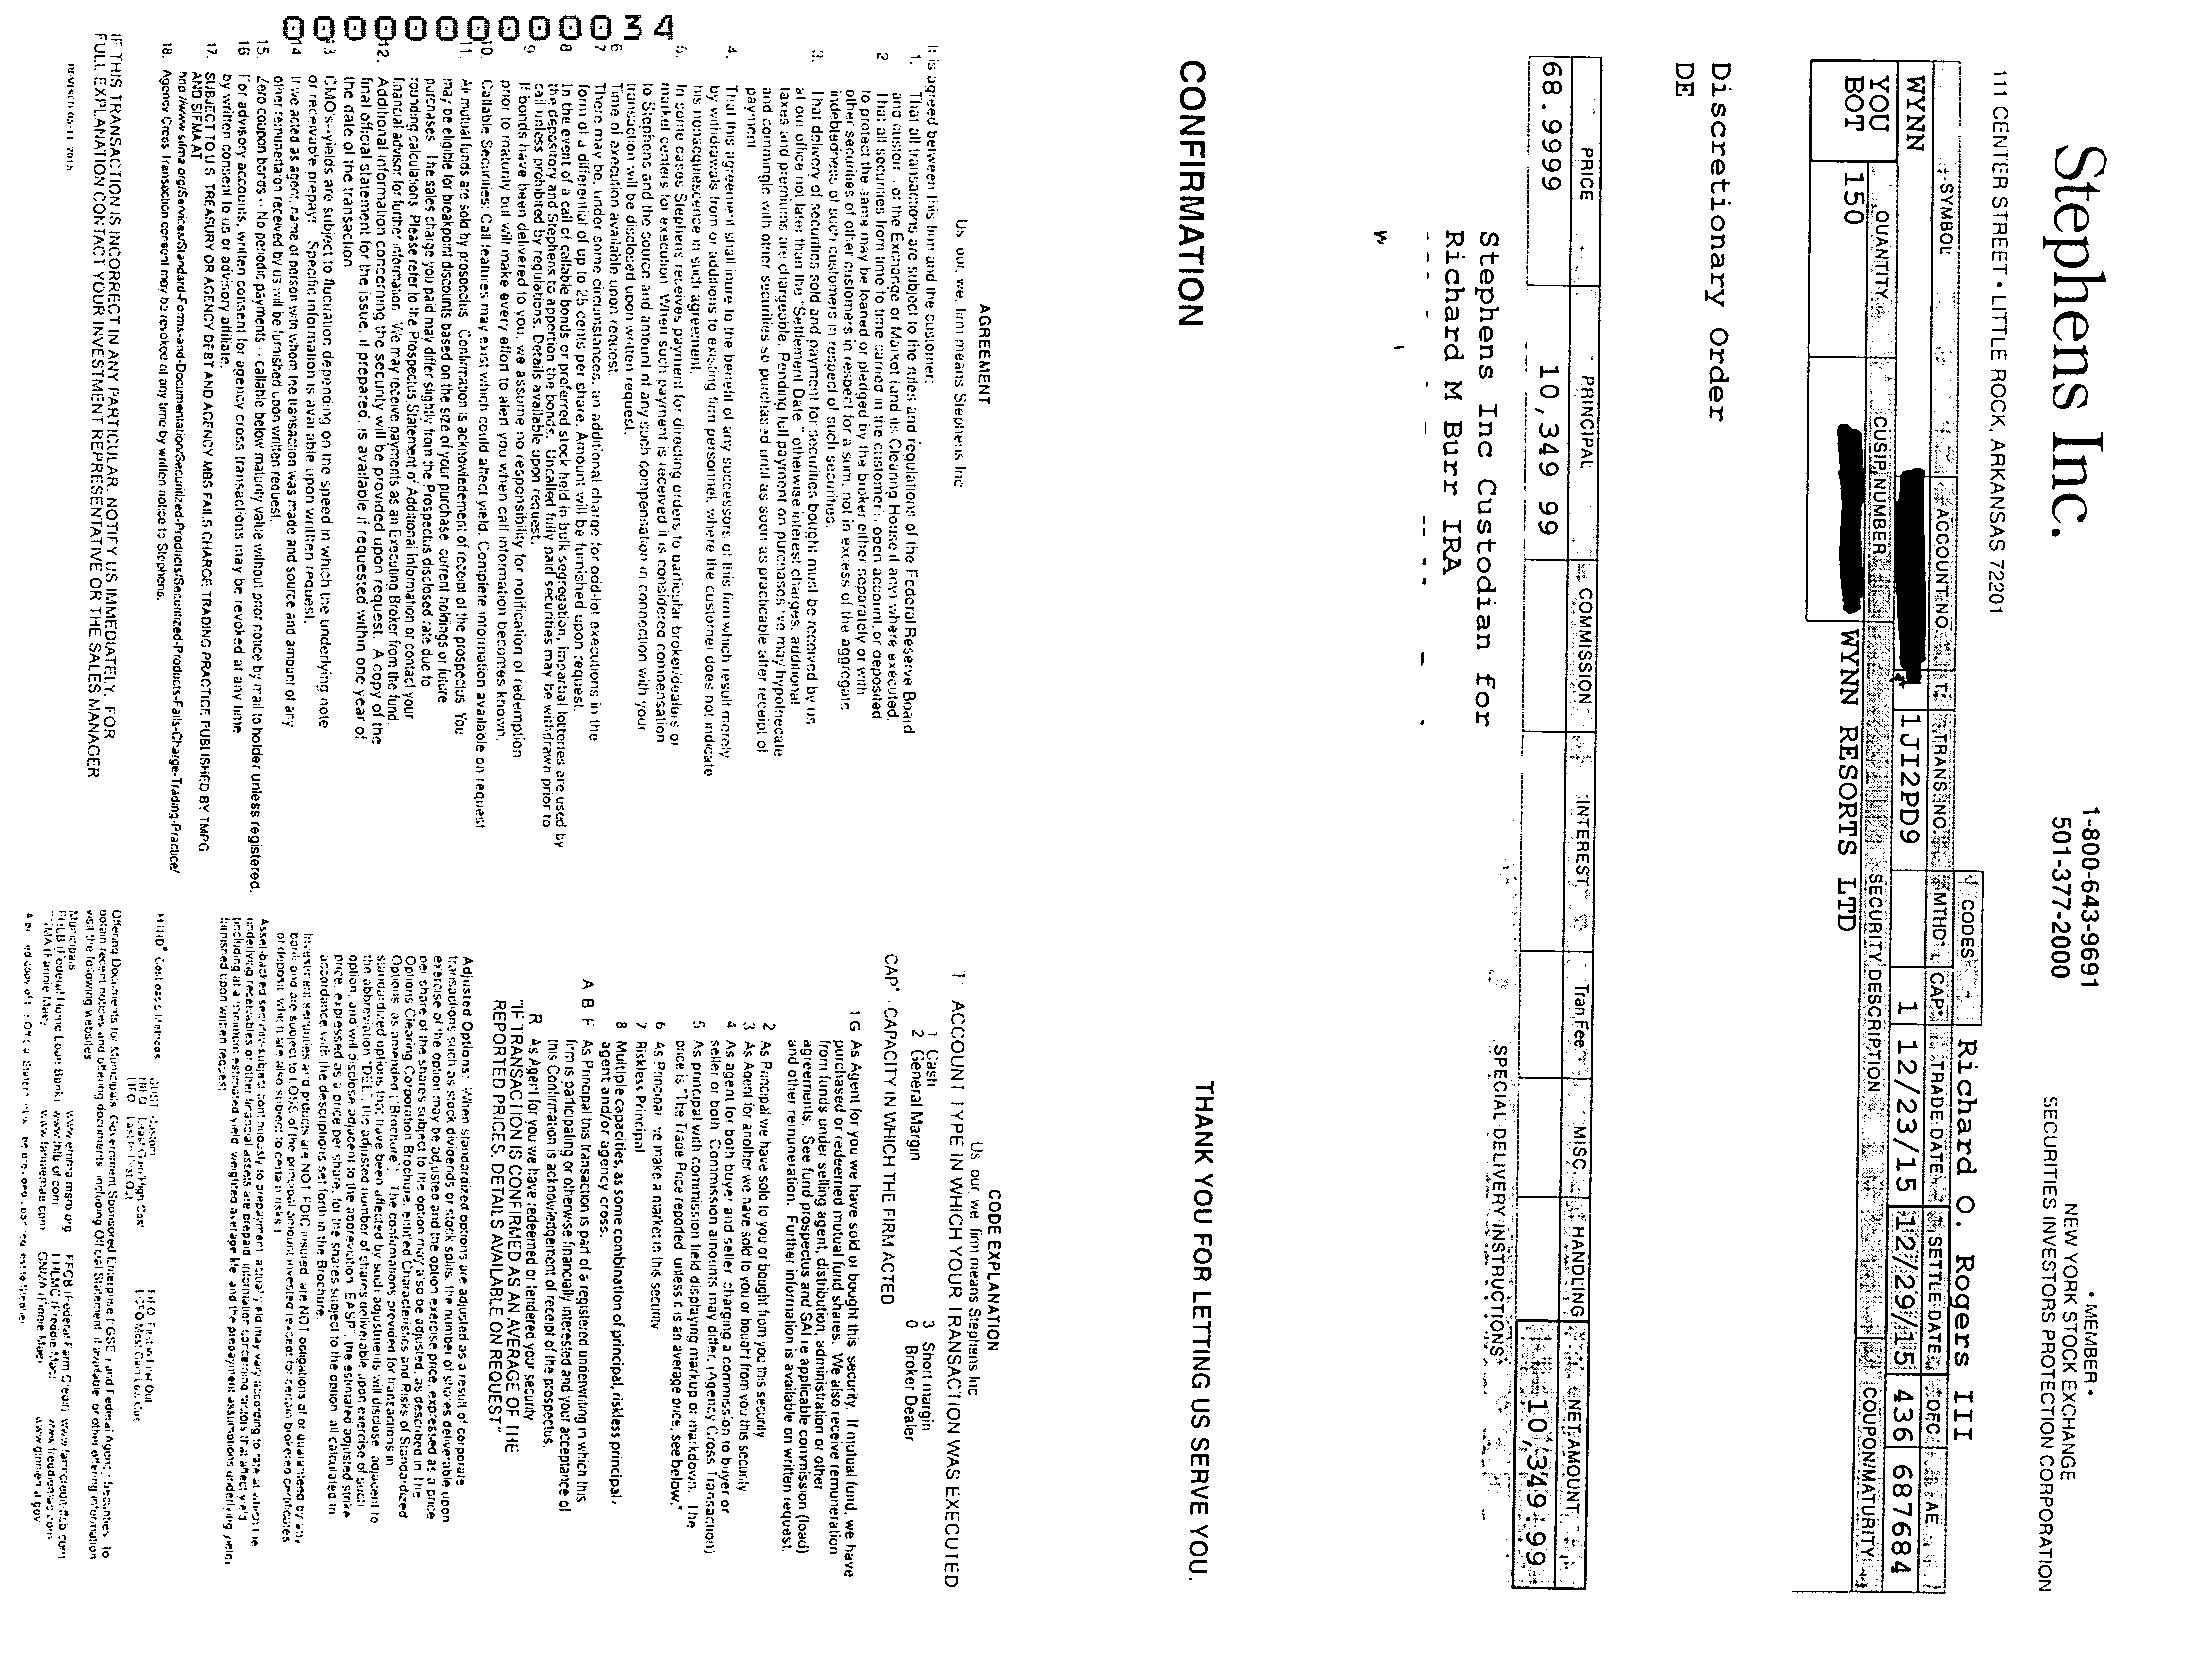 Stephens Inc.
111 CENTER STREET • LITTLE ROCK, ARKANSAS 72201
1-800-643-9691
501-377-2000
• MEMBER •
NEW YORK STOCK EXCHANGE
SECURITIES INVESTORS PROTECTION CORPORATION
Richard O. Rogers III
CODES
SYMBOL ACCOUNT NO. T. TRANS NO. MTHD CAP* TRADE DATE SETTLE DATE OFC AE
WYNN 1JI2PD9 1 12/23/15 12/29/15 436 687684
QUANTITY CUSIP NUMBER SECURITY DESCRIPTION COUPON/MATURITY
YOU BOT 150 WYNN RESORTS LTD
Discretionary Order
DE
PRICE PRINCIPAL COMMISSION INTEREST Tran Fee MISC. HANDLING NET AMOUNT
68.9999 10,349 99 10,349.99
SPECIAL DELIVERY INSTRUCTIONS
Stephens Inc Custodian for
Richard M Burr IRA
CONFIRMATION
THANK YOU FOR LETTING US SERVE YOU.
AGREEMENT
Us, our, we, firm means Stephens Inc
It is agreed between this firm and the customer:
1. That all transactions are subject to the rules and regulations of the Federal Reserve Board
and custom of the Exchange or Market (and its Clearing House if any) where executed.
2 That all securities from time to time carried in the customer's open account, or deposited
to protect the same may be loaned or pledged by the broker either separately or with
other securities of other customers in respect for a sum, not in excess of the aggregate
indebtedness of such customers in respect of such securities.
3. That delivery of securities sold and payment for securities bought must be received by us
at our office not later than the "Settlement Date," otherwise interest charges, additional
taxes and premiums are chargeable. Pending full payment on purchases we may hypothecate
and commingle with other securities so purchased until as soon as practicable after receipt of
payment
4. That this agreement shall inure to the benefit of any successors of this firm which result merely
by withdrawals from or additions to existing firm personnel, where the customer does not indicate
his nonacquiescence in such agreement.
5. In some cases Stephens receives payment for directing orders to particular broker/dealers or
market centers for execution When such payment is received it is considered compensation
to Stephens and the source and amount of any such compensation in connection with your
transaction will be disclosed upon written request.
6 Time of execution available upon request.
7 There may be, under some circumstances, an additional charge for odd-lot executions in the
form of a differential of up to 25 cents per share. Amount will be furnished upon request.
8 In the event of a call of callable bonds or preferred stock held in bulk segregation, impartial lotteries are used by
the depository and Stephens to apportion the bonds. Uncalled fully paid securities may be withdrawn prior to
call unless prohibited by regulations. Details available upon request.
9 If bonds have been delivered to you, we assume no responsibility for notification of redemption
prior to maturity but will make every effort to alert you when call information becomes known.
10. Callable Securities: Call features may exist which could affect yield. Complete information available on request
11. All mutual funds are sold by prospectus Confirmation is acknowledement of receipt of the prospectus You
may be eligible for breakpoint discounts based on the size of your purchase current holdings or future
purchases The sales charge you paid may differ slightly from the Prospectus disclosed rate due to
rounding calculations Please refer to the Prospectus Statement of Additional Information or contact your
financial advisor for further information We may receive payments as an Executing Broker from the fund.
12. Additional information concerning the security will be provided upon request. A copy of the
final official statement for the issue, if prepared, is available if requested within one year of
the date of the transaction
13 CMO's--yields are subject to fluctuation depending on the speed in which the underlying note
or receivable prepays Specific information is available upon written request.
14 If we acted as agent, name of person with whom the transaction was made and source and amount of any
other remuneration received by us will be furnished upon written request
15. Zero coupon bonds -- No periodic payments -- callable below maturity value without prior notice by mail to holder unless registered.
16 For advisory accounts, written consent for agency cross transactions may be revoked at any time
by written consent to us or advisory affiliate.
17. SUBJECT TO U.S. TREASURY OR AGENCY DEBT AND AGENCY MBS FAILS CHARGE TRADING PRACTICE PUBLISHED BY TMPG
AND SIFMA AT
http://www.sifma.org/Services/Standard-Forms-and-Documentation/Securitized-Products/Securitized-Products-Fails-Charge-Trading-Practice/
18. Agency Cross Transaction consent may be revoked at any time by written notice to Stephens.
IF THIS TRANSACTION IS INCORRECT IN ANY PARTICULAR, NOTIFY US IMMEDIATELY. FOR
FULL EXPLANATION CONTACT YOUR INVESTMENT REPRESENTATIVE OR THE SALES MANAGER
CODE EXPLANATION
Us our, we firm means Stephens Inc
T ACCOUNT TYPE IN WHICH YOUR TRANSACTION WAS EXECUTED
1 Cash 3 Short margin
2 General Margin 0 Broker Dealer
CAP* - CAPACITY IN WHICH THE FIRM ACTED
1 G As Agent for you we have sold or bought this security. If mutual fund, we have
purchased or redeemed mutual fund shares. We also receive remuneration
from funds under selling agent, distribution, administration or other
agreements. See fund prospectus and SAI re applicable commission (load)
and other remuneration. Further information is available on written request.
2 As Principal we have sold to you or bought from you this security
3 As Agent for another we have sold to you or bought from you this security
4 As agent for both buyer and seller charging a commission to buyer or
seller or both Commission amounts may differ. (Agency Cross Transaction)
5 As principal with commission field displaying markup or markdown. The
price is "The Trade Price reported unless it is an average price, see below."
6 As Principal we make a market in this security
7 Riskless Principal
8 Multiple capacities, as some combination of principal, riskless principal,
agent and/or agency cross.
A B F As Principal this transaction is part of a registered underwriting in which this
firm is participating or otherwise financially interested and your acceptance of
this Confirmation is acknowledgement of receipt of the prospectus.
R As Agent for you we have redeemed or tendered your security
"IF TRANSACTION IS CONFIRMED AS AN AVERAGE OF THE
REPORTED PRICES, DETAILS AVAILABLE ON REQUEST"
Adjusted Options: When standardized options are adjusted as a result of corporate
transactions such as stock dividends or stock splits, the number of shares deliverable upon
exercise of the option may be adjusted and the option exercise price, expressed as a price
per share of the shares subject to the option may also be adjusted, as described in the
Options Clearing Corporation Brochure, entitled Characteristics and Risks of Standardized
Options, as amended ("Brochure").
00000000034